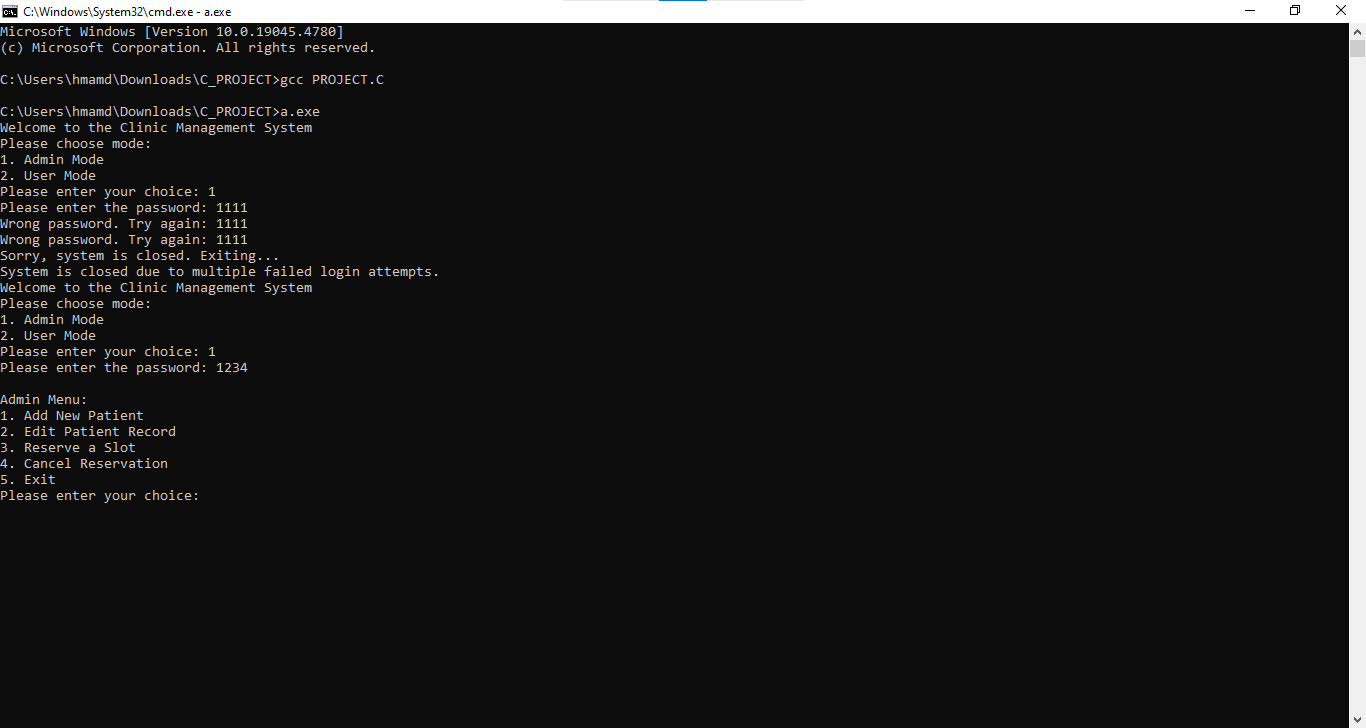 C:\Windows\System32\cmd.exe - a.exe
Microsoft Windows [Version 10.0.19045.4780]
(c) Microsoft Corporation. All rights reserved.
C:\Users\hmamd\Downloads\C_PROJECT>gcc PROJECT.C
C:\Users\hmamd\Downloads\C_PROJECT>a.exe
Welcome to the Clinic Management System
Please choose mode:
1. Admin Mode
2. User Mode
Please enter your choice: 1
Please enter the password: 1111
Wrong password. Try again: 1111
Wrong password. Try again: 1111
Sorry, system is closed. Exiting...
System is closed due to multiple failed login attempts.
Welcome to the Clinic Management System
Please choose mode:
1. Admin Mode
2. User Mode
Please enter your choice: 1
Please enter the password: 1234
Admin Menu:
1. Add New Patient
2. Edit Patient Record
3. Reserve a Slot
4. Cancel Reservation
5. Exit
Please enter your choice: